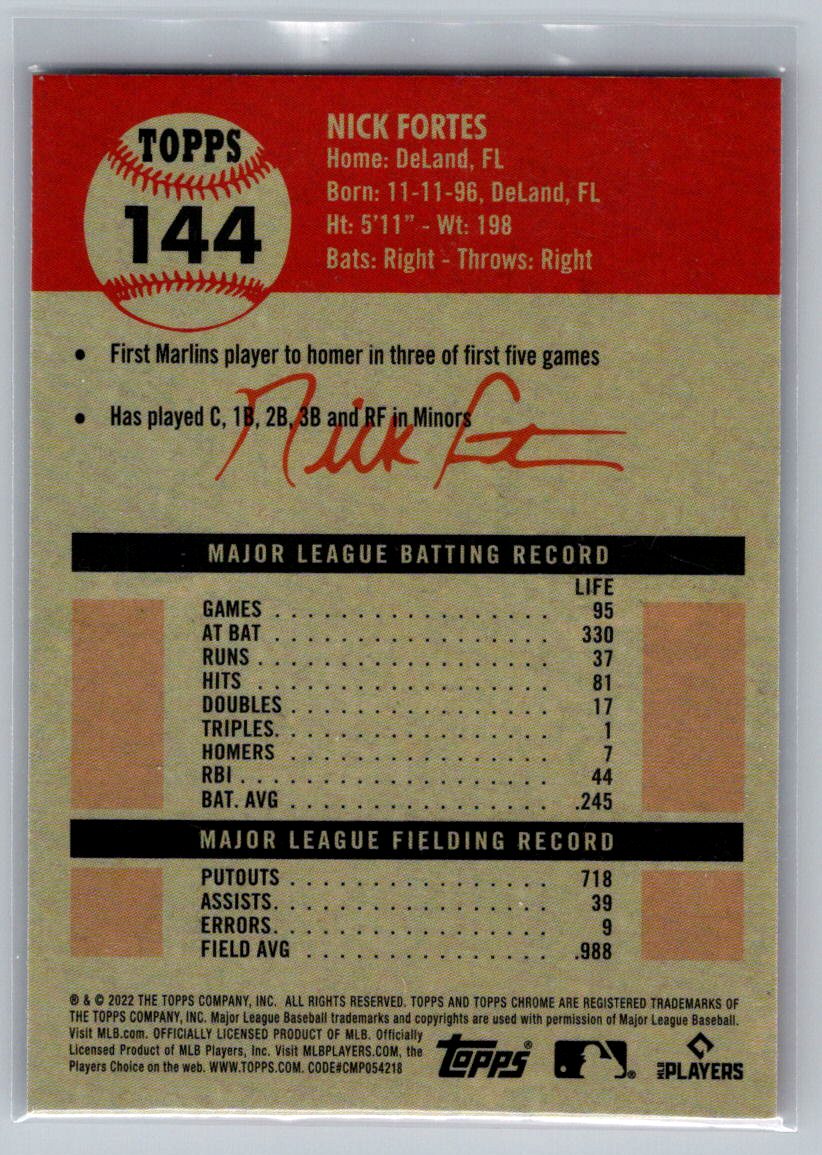 TOPPS
144
NICK FORTES
Home: DeLand, FL
Born: 11-11-96, DeLand, FL
Ht: 5'11" - Wt: 198
Bats: Right - Throws: Right
• First Marlins player to homer in three of first five games
• Has played C, 1B, 2B, 3B and RF in Minors
Nick Fortes
MAJOR LEAGUE BATTING RECORD
LIFE
GAMES . . . . . . . . . . . . . . . . . 95
AT BAT . . . . . . . . . . . . . . . . . 330
RUNS . . . . . . . . . . . . . . . . . . 37
HITS . . . . . . . . . . . . . . . . . . 81
DOUBLES . . . . . . . . . . . . . . . . 17
TRIPLES. . . . . . . . . . . . . . . . . 1
HOMERS . . . . . . . . . . . . . . . . . 7
RBI . . . . . . . . . . . . . . . . . . . 44
BAT. AVG . . . . . . . . . . . . . . . . .245
MAJOR LEAGUE FIELDING RECORD
PUTOUTS . . . . . . . . . . . . . . . . 718
ASSISTS. . . . . . . . . . . . . . . . . 39
ERRORS. . . . . . . . . . . . . . . . . 9
FIELD AVG . . . . . . . . . . . . . . . .988
® & © 2022 THE TOPPS COMPANY, INC. ALL RIGHTS RESERVED. TOPPS AND TOPPS CHROME ARE REGISTERED TRADEMARKS OF
THE TOPPS COMPANY, INC. Major League Baseball trademarks and copyrights are used with permission of Major League Baseball.
Visit MLB.com. OFFICIALLY LICENSED PRODUCT OF MLB. Officially
Licensed Product of MLB Players, Inc. Visit MLBPLAYERS.COM, the
Players Choice on the web. WWW.TOPPS.COM. CODE#CMP054218
topps®
®
MLB PLAYERS